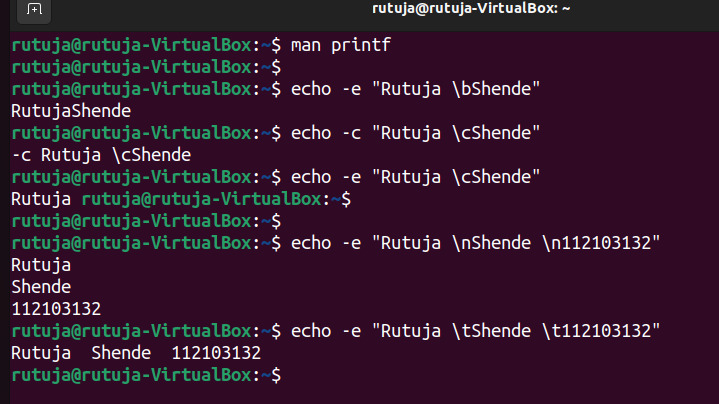 rutuja@rutuja-VirtualBox: ~
rutuja@rutuja-VirtualBox:~$ man printf
rutuja@rutuja-VirtualBox:~$
rutuja@rutuja-VirtualBox:~$ echo -e "Rutuja \bShende"
RutujaShende
rutuja@rutuja-VirtualBox:~$ echo -c "Rutuja \cShende"
-c Rutuja \cShende
rutuja@rutuja-VirtualBox:~$ echo -e "Rutuja \cShende"
Rutuja rutuja@rutuja-VirtualBox:~$
rutuja@rutuja-VirtualBox:~$
rutuja@rutuja-VirtualBox:~$ echo -e "Rutuja \nShende \n112103132"
Rutuja
Shende
112103132
rutuja@rutuja-VirtualBox:~$ echo -e "Rutuja \tShende \t112103132"
Rutuja  Shende  112103132
rutuja@rutuja-VirtualBox:~$